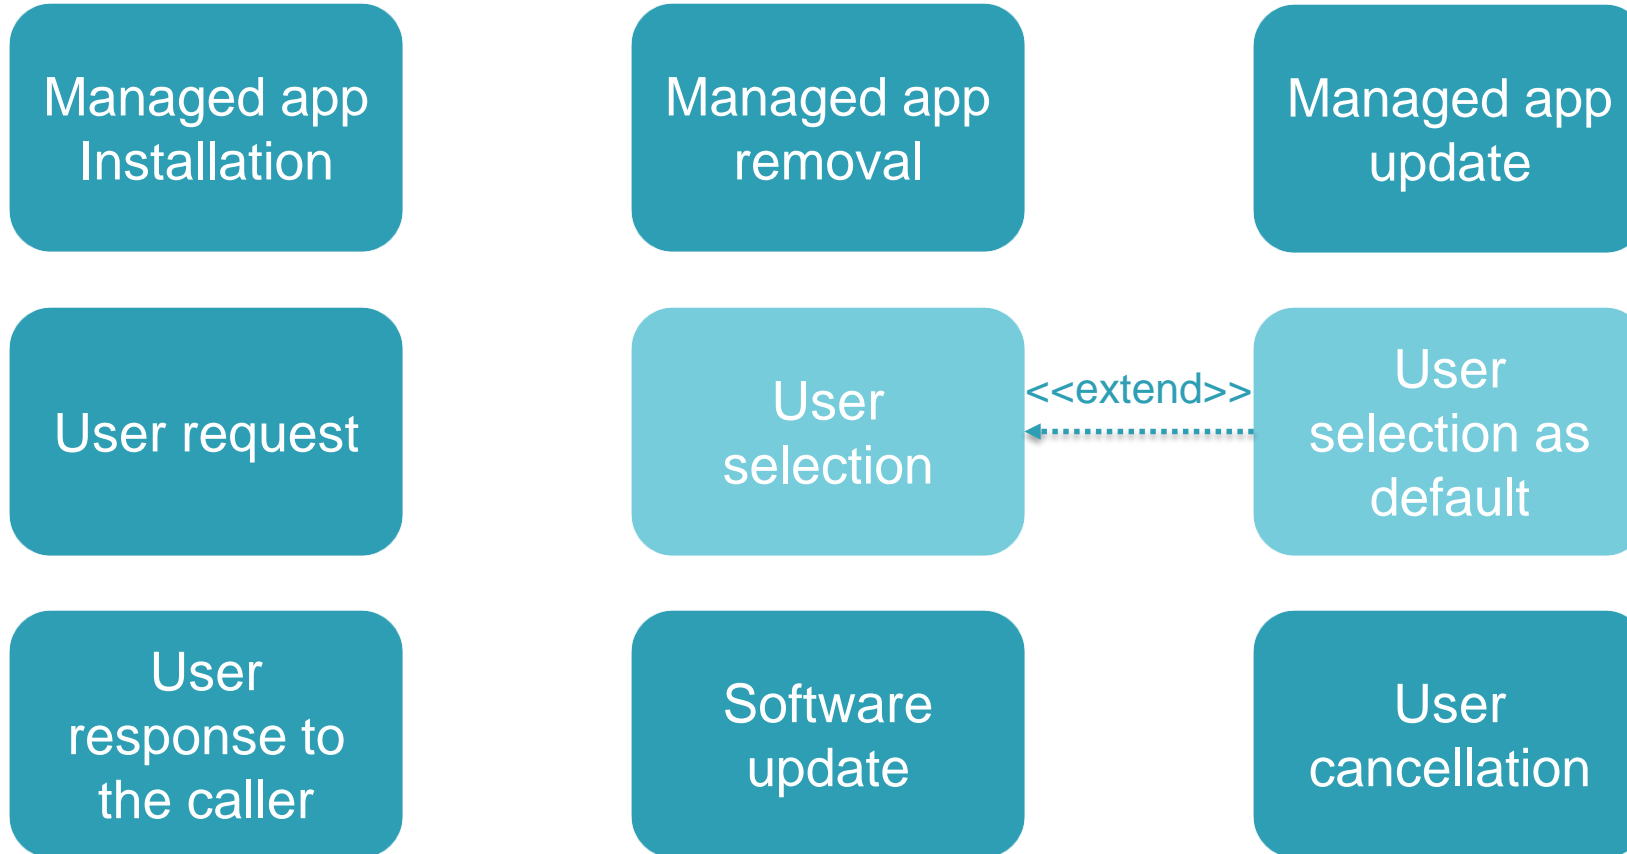 Managed app
Installation
Managed app
removal
Managed app
update
User request
User
selection
<<extend>>
User
selection as
default
User
response to
the caller
Software
update
User
cancellation